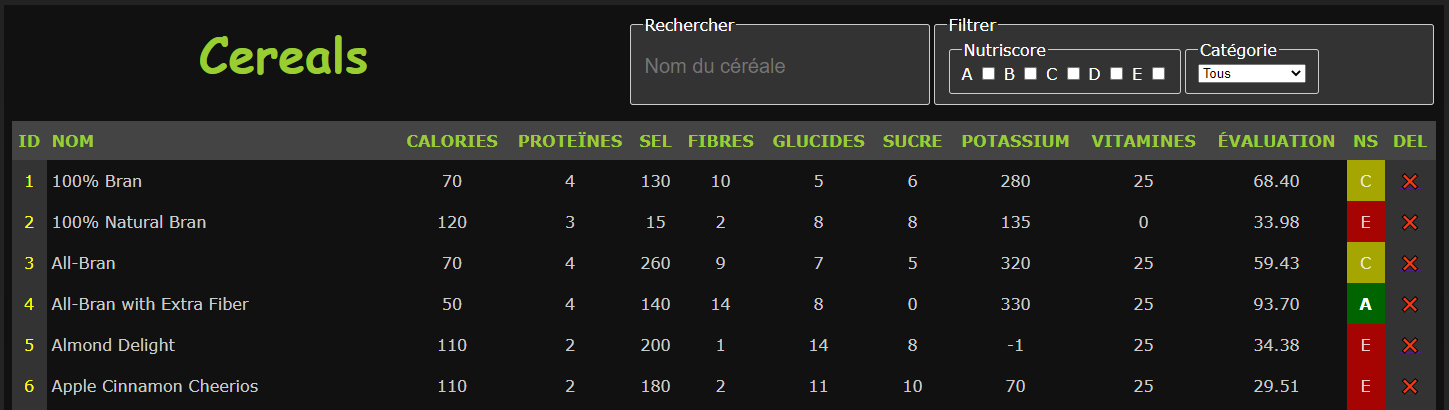 Cereals
Rechercher
Nom du céréale
Filtrer
Nutriscore
A B C D E
Catégorie
Tous
ID NOM CALORIES PROTEÏNES SEL FIBRES GLUCIDES SUCRE POTASSIUM VITAMINES ÉVALUATION NS DEL
1 100% Bran 70 4 130 10 5 6 280 25 68.40 C
2 100% Natural Bran 120 3 15 2 8 8 135 0 33.98 E
3 All-Bran 70 4 260 9 7 5 320 25 59.43 C
4 All-Bran with Extra Fiber 50 4 140 14 8 0 330 25 93.70 A
5 Almond Delight 110 2 200 1 14 8 -1 25 34.38 E
6 Apple Cinnamon Cheerios 110 2 180 2 11 10 70 25 29.51 E